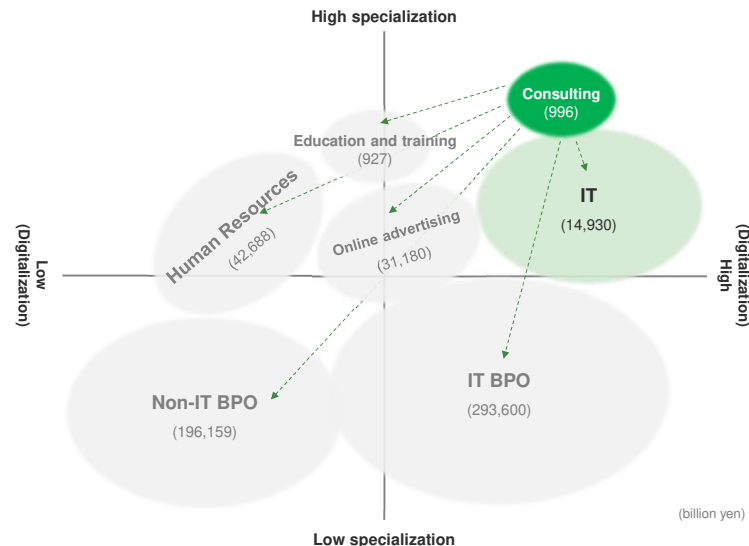 High specialization
Consulting
(996)
Education and training
(927)
Human Resources
(42,688)
Online advertising
(31,180)
IT
(14,930)
Low
(Digitalization)
(Digitalization)
High
Non-IT BPO
(196,159)
IT BPO
(293,600)
(billion yen)
Low specialization